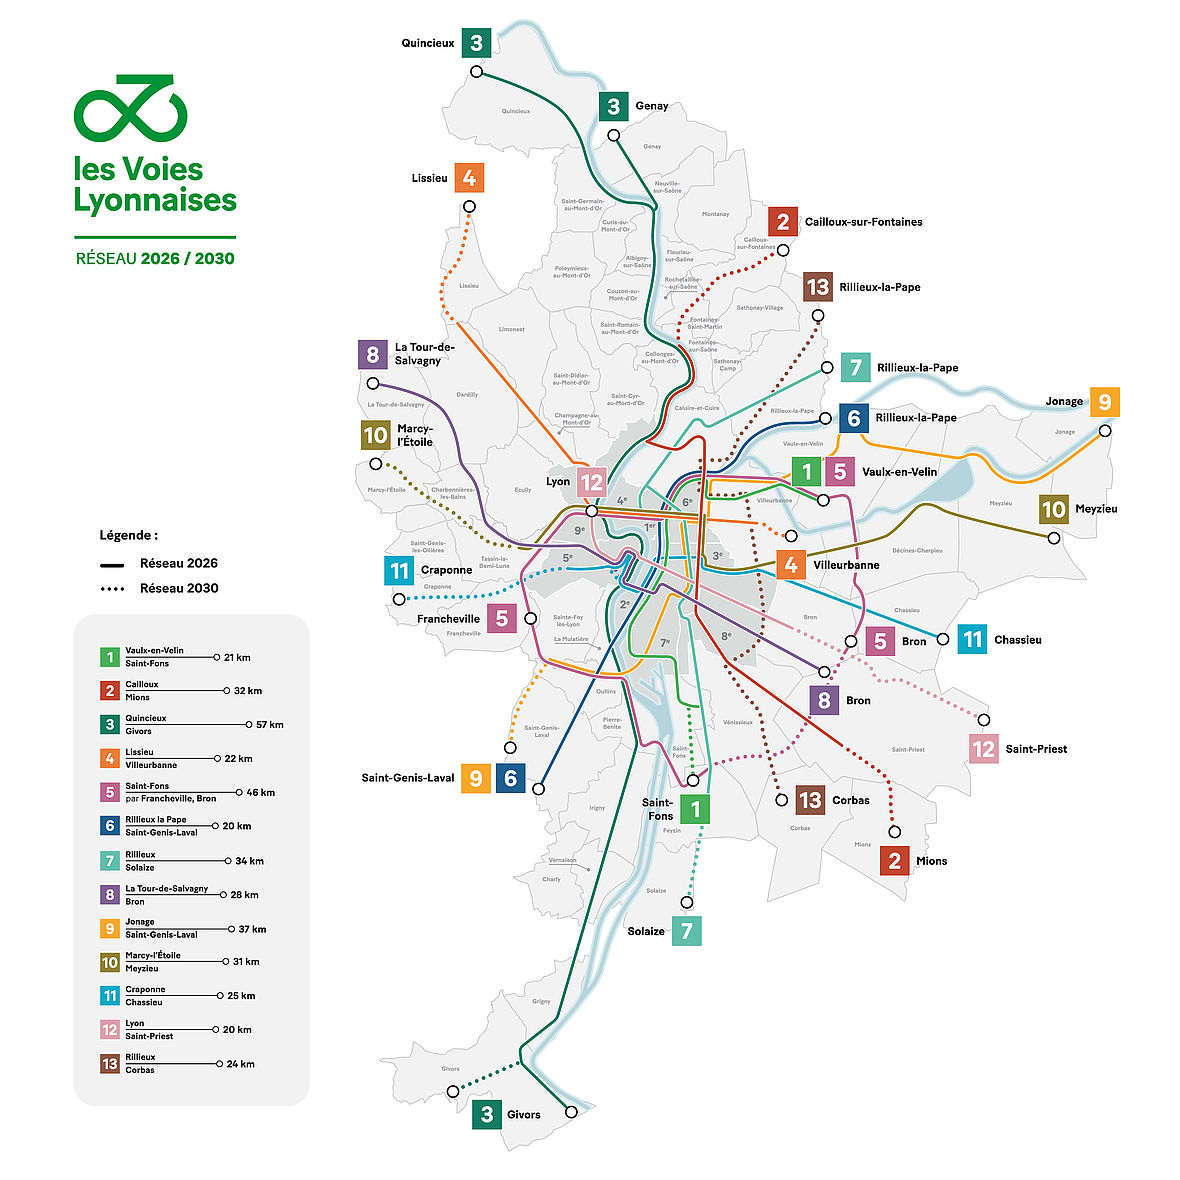 les Voies
Lyonnaises
RÉSEAU 2026 / 2030
Légende :
Réseau 2026
Réseau 2030
1 Vaulx-en-Velin
Saint-Fons 21 km
2 Cailloux
Mions 32 km
3 Quincieux
Givors 57 km
4 Lissieu
Villeurbanne 22 km
5 Saint-Fons
par Francheville, Bron 46 km
6 Rillieux la Pape
Saint-Genis-Laval 20 km
7 Rillieux
Solaize 34 km
8 La Tour-de-Salvagny
Bron 28 km
9 Jonage
Saint-Genis-Laval 37 km
10 Marcy-l'Étoile
Meyzieu 31 km
11 Craponne
Chassieu 25 km
12 Lyon
Saint-Priest 20 km
13 Rillieux
Corbas 24 km
Quincieux 3
Quincieux
3 Genay
Genay
Lissieu 4
Neuville-
sur-Saône
Saint-Germain-
au-Mont-d'Or
Montanay
2 Cailloux-sur-Fontaines
Curis-au-
Mont-d'Or
Cailloux-
sur-Fontaines
Albigny-
sur-Saône
Fleurieu-
sur-Saône
Poleymieux-
au-Mont-d'Or
Rochetaillée-
sur-Saône
Lissieu
13 Rillieux-la-Pape
Couzon-au-
Mont-d'Or
Sathonay-Village
Limonest
Saint-Romain-
au-Mont-d'Or
Fontaines-
Saint-Martin
8 La Tour-de-
Salvagny
Collonges-
au-Mont-d'Or
Fontaines-
sur-Saône
Sathonay-
Camp
7 Rillieux-la-Pape
Saint-Didier-
au-Mont-d'Or
Dardilly
Saint-Cyr-
au-Mont-d'Or
La Tour-de-Salvagny
Caluire-et-Cuire
Rillieux-la-Pape
6 Rillieux-la-Pape
Jonage 9
Jonage
Champagne-au-
Mont-d'Or
10 Marcy-
l'Étoile
Vaulx-en-Velin
1 5 Vaulx-en-Velin
Marcy-l'Étoile
Charbonnières-
les-Bains
Ecully
Lyon 12
4e
6e
Villeurbanne
Meyzieu
10 Meyzieu
9e
1er
Saint-Genis-
les-Ollières
Tassin-la-
Demi-Lune
5e
3e
Décines-Charpieu
4 Villeurbanne
11 Craponne
Craponne
2e
Chassieu
Francheville 5
Francheville
Sainte-Foy
lès-Lyon
La Mulatière
7e
8e
Bron
5 Bron
11 Chassieu
8 Bron
Oullins
Pierre-
Bénite
Saint-Genis-
Laval
Vénissieux
Saint-
Fons
Saint-Priest
12 Saint-Priest
Saint-Genis-Laval 9 6
Saint-
Fons 1
13 Corbas
Irigny
Feyzin
Corbas
Mions
2 Mions
Vernaison
Charly
Solaize
Solaize 7
Grigny
Givors
3 Givors